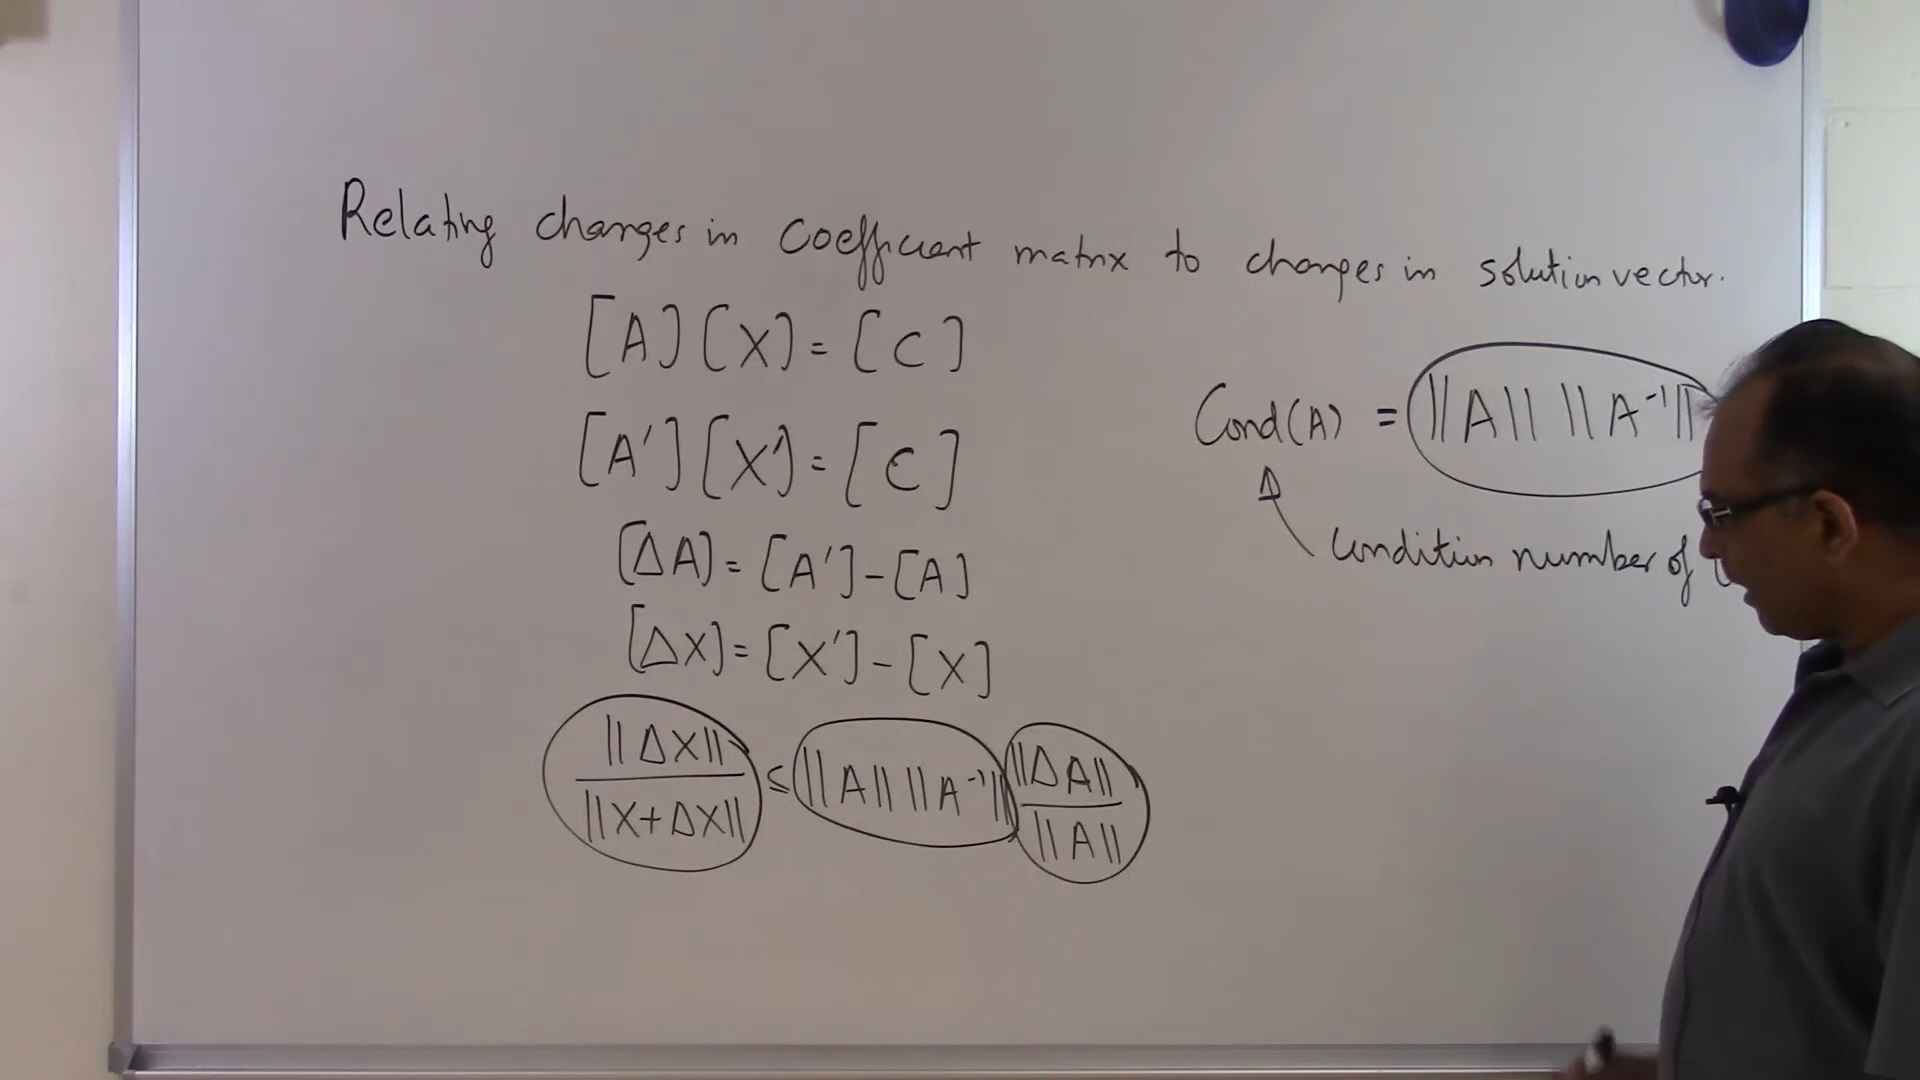 Relating changes in coefficient matrix to changes in solution vector.
[A][X] = [C]
[A'][X'] = [C]
[ΔA] = [A'] - [A]
[ΔX] = [X'] - [X]
||ΔX|| / ||X+ΔX|| ≤ ||A|| ||A⁻¹|| ||ΔA|| / ||A||
Cond(A) = ||A|| ||A⁻¹||
Condition number of